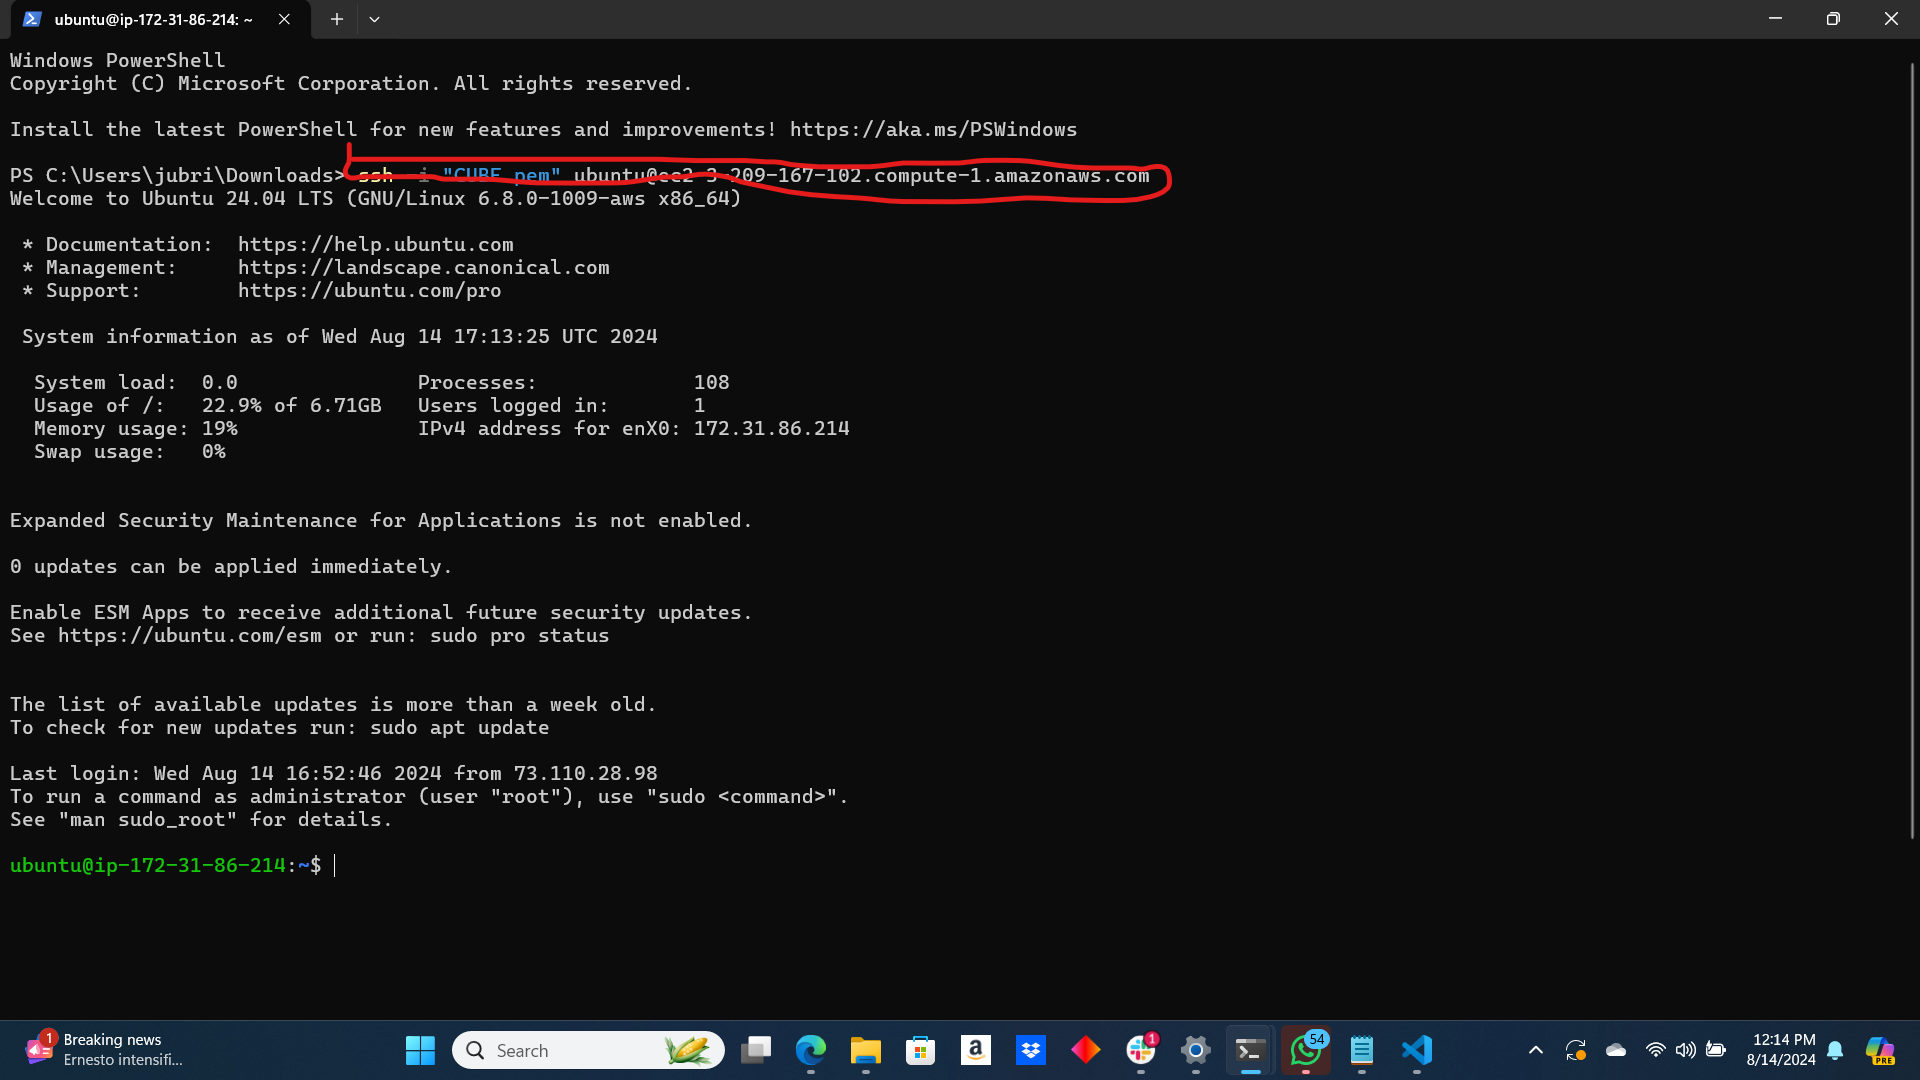 ubuntu@ip-172-31-86-214: ~
Windows PowerShell
Copyright (C) Microsoft Corporation. All rights reserved.
Install the latest PowerShell for new features and improvements! https://aka.ms/PSWindows
PS C:\Users\jubri\Downloads> ssh -i "CUBE.pem" ubuntu@ec2-3-209-167-102.compute-1.amazonaws.com
Welcome to Ubuntu 24.04 LTS (GNU/Linux 6.8.0-1009-aws x86_64)
* Documentation:  https://help.ubuntu.com
* Management:     https://landscape.canonical.com
* Support:        https://ubuntu.com/pro
System information as of Wed Aug 14 17:13:25 UTC 2024
System load:  0.0               Processes:             108
Usage of /:   22.9% of 6.71GB   Users logged in:       1
Memory usage: 19%               IPv4 address for enX0: 172.31.86.214
Swap usage:   0%
Expanded Security Maintenance for Applications is not enabled.
0 updates can be applied immediately.
Enable ESM Apps to receive additional future security updates.
See https://ubuntu.com/esm or run: sudo pro status
The list of available updates is more than a week old.
To check for new updates run: sudo apt update
Last login: Wed Aug 14 16:52:46 2024 from 73.110.28.98
To run a command as administrator (user "root"), use "sudo <command>".
See "man sudo_root" for details.
ubuntu@ip-172-31-86-214:~$
1
Breaking news
Ernesto intensifi...
Search
a
1
54
12:14 PM
8/14/2024
PRE